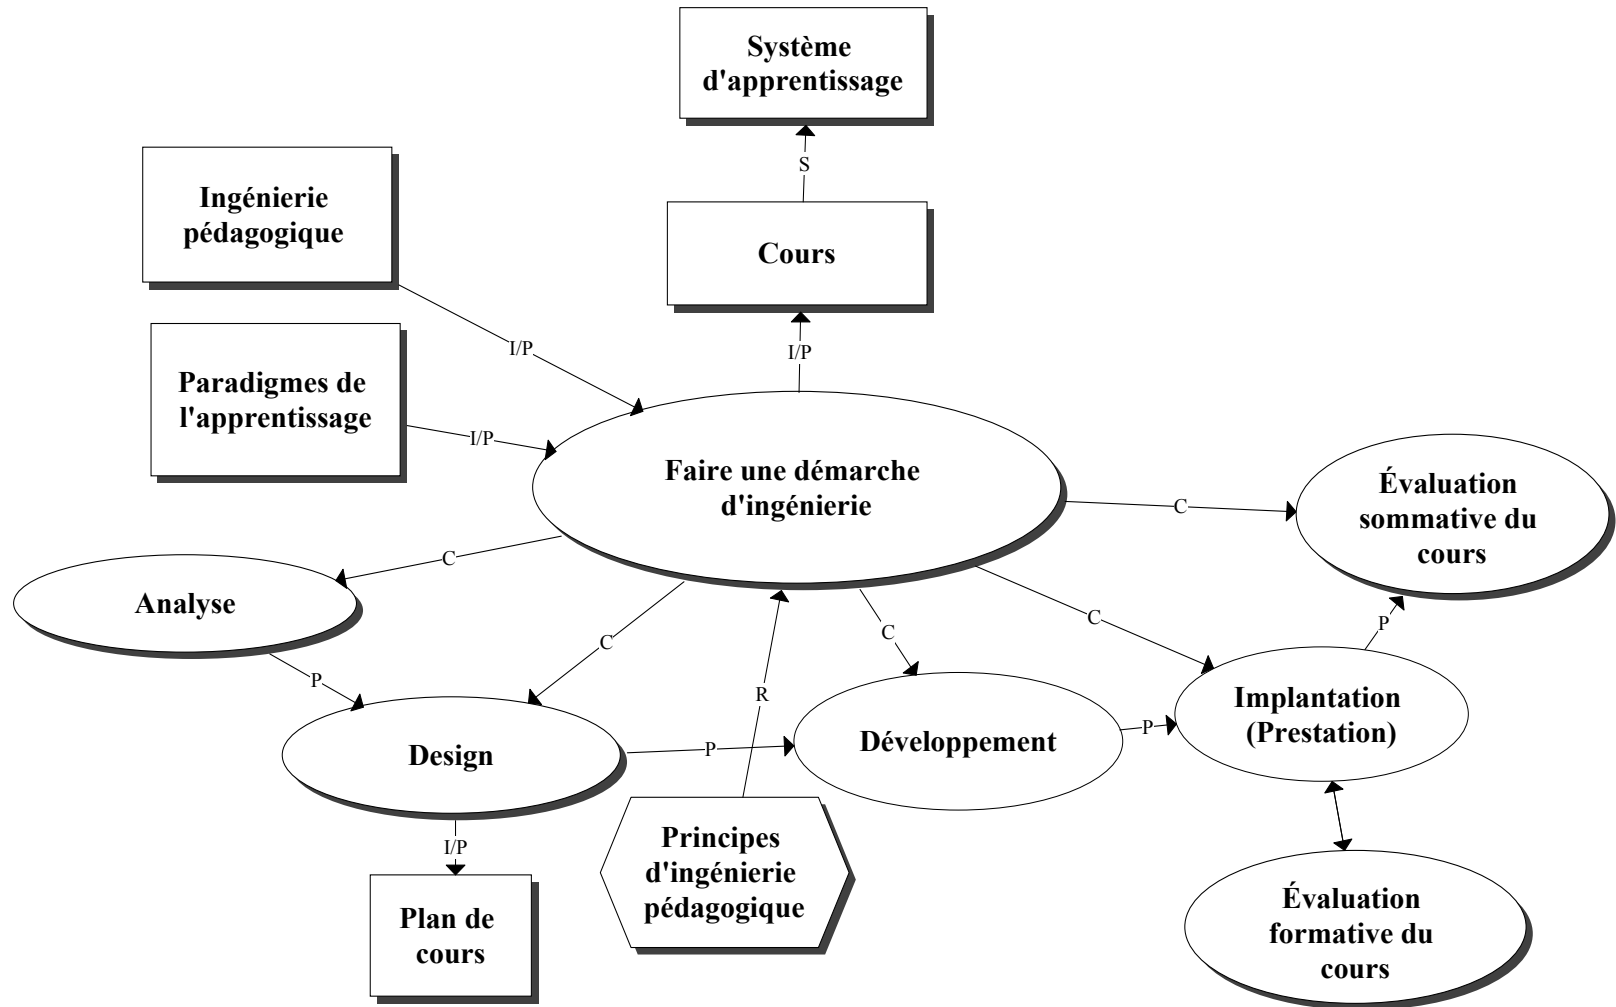 Système
d'apprentissage
S
Ingénierie
pédagogique
Cours
I/P
I/P
Paradigmes de
l'apprentissage
I/P
Faire une démarche
d'ingénierie
Évaluation
sommative du
cours
C
C
Analyse
C
C
C
P
P
R
Implantation
(Prestation)
Design
P
Développement
P
I/P
Principes
d'ingénierie
pédagogique
Plan de
cours
Évaluation
formative du
cours